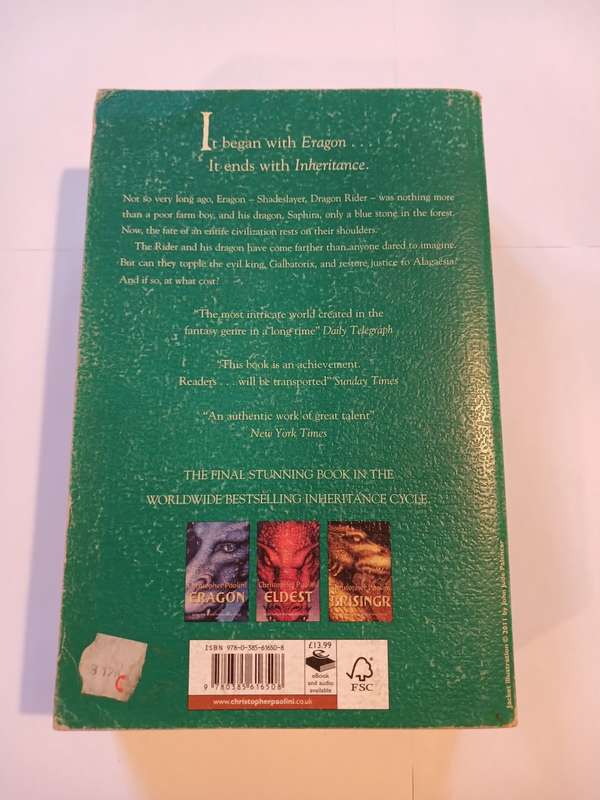 It began with Eragon . . .
It ends with Inheritance.
Not so very long ago, Eragon – Shadeslayer, Dragon Rider – was nothing more
than a poor farm boy, and his dragon, Saphira, only a blue stone in the forest.
Now, the fate of an entire civilization rests on their shoulders.
The Rider and his dragon have come farther than anyone dared to imagine.
But can they topple the evil king, Galbatorix, and restore justice to Alagaësia?
And if so, at what cost?
“The most intricate world created in the
fantasy genre in a long time” Daily Telegraph
“This book is an achievement.
Readers . . . will be transported” Sunday Times
“An authentic work of great talent”
New York Times
THE FINAL STUNNING BOOK IN THE
WORLDWIDE BESTSELLING INHERITANCE CYCLE.
Christopher Paolini
ERAGON
Christopher Paolini
ELDEST
Christopher Paolini
BRISINGR
ISBN 978-0-385-61650-8
9 780385 616508
£13.99
eBook
and audio
available
FSC
www.christopherpaolini.co.uk
Jacket illustration © 2011 by John Jude Palencar
C